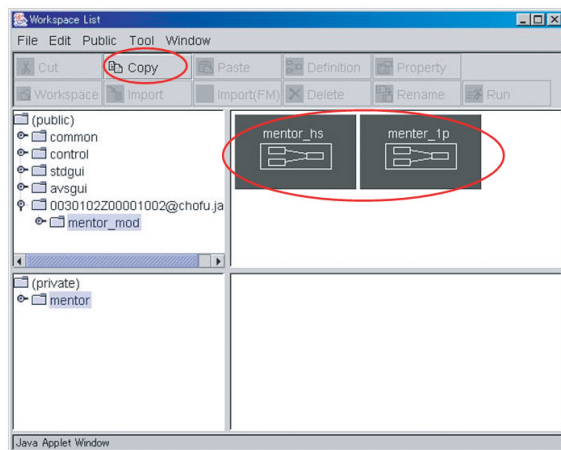 Workspace List
File Edit Public Tool Window
Cut Copy Paste Definition Property
Workspace Import Import(FM) Delete Rename Run
(public)
common
control
stdgui
avsgui
0030102Z00001002@chofu.ja
mentor_mod
mentor_hs menter_1p
(private)
mentor
Java Applet Window